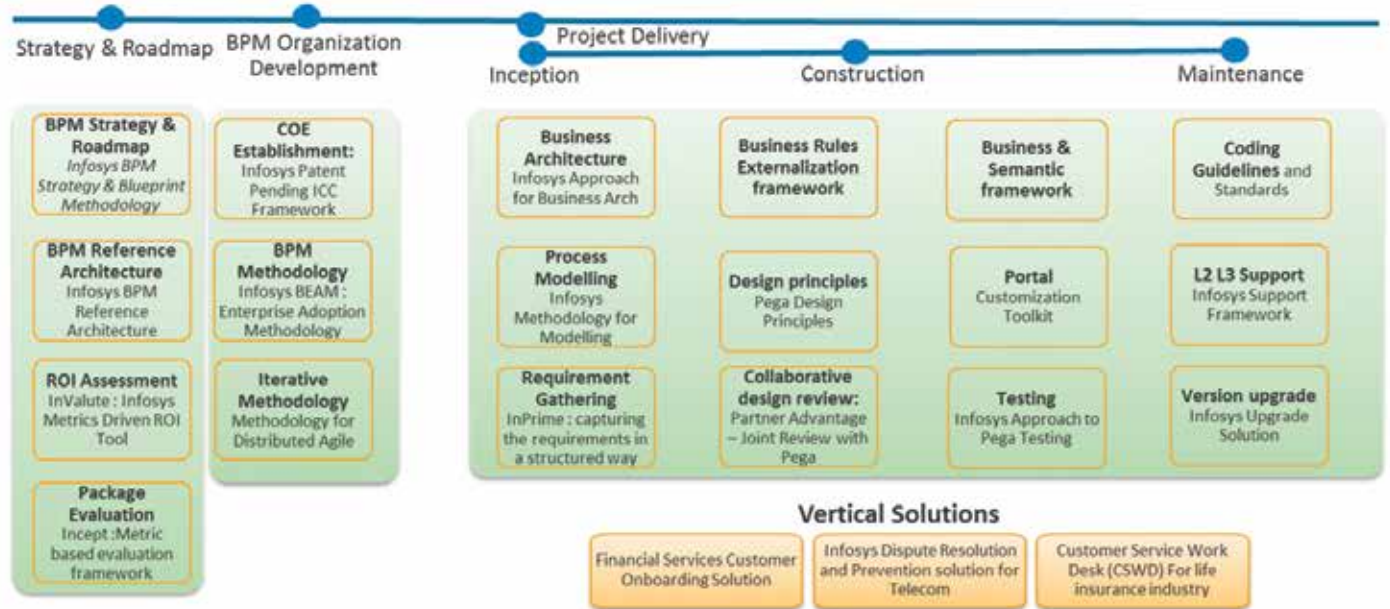 Strategy & Roadmap
BPM Organization
Development
Project Delivery
Inception
Construction
Maintenance
BPM Strategy &
Roadmap
Infosys BPM
Strategy & Blueprint
Methodology
BPM Reference
Architecture
Infosys BPM
Reference
Architecture
ROI Assessment
InValute : Infosys
Metrics Driven ROI
Tool
Package
Evaluation
Incept :Metric
based evaluation
framework
COE
Establishment:
Infosys Patent
Pending ICC
Framework
BPM
Methodology
Infosys BEAM :
Enterprise Adoption
Methodology
Iterative
Methodology
Methodology for
Distributed Agile
Business
Architecture
Infosys Approach
for Business Arch
Process
Modelling
Infosys
Methodology for
Modelling
Requirement
Gathering
InPrime : capturing
the requirements in
a structured way
Business Rules
Externalization
framework
Design principles
Pega Design
Principles
Collaborative
design review:
Partner Advantage
– Joint Review with
Pega
Business &
Semantic
framework
Portal
Customization
Toolkit
Testing
Infosys Approach to
Pega Testing
Coding
Guidelines and
Standards
L2 L3 Support
Infosys Support
Framework
Version upgrade
Infosys Upgrade
Solution
Vertical Solutions
Financial Services Customer
Onboarding Solution
Infosys Dispute Resolution
and Prevention solution for
Telecom
Customer Service Work
Desk (CSWD) For life
insurance industry